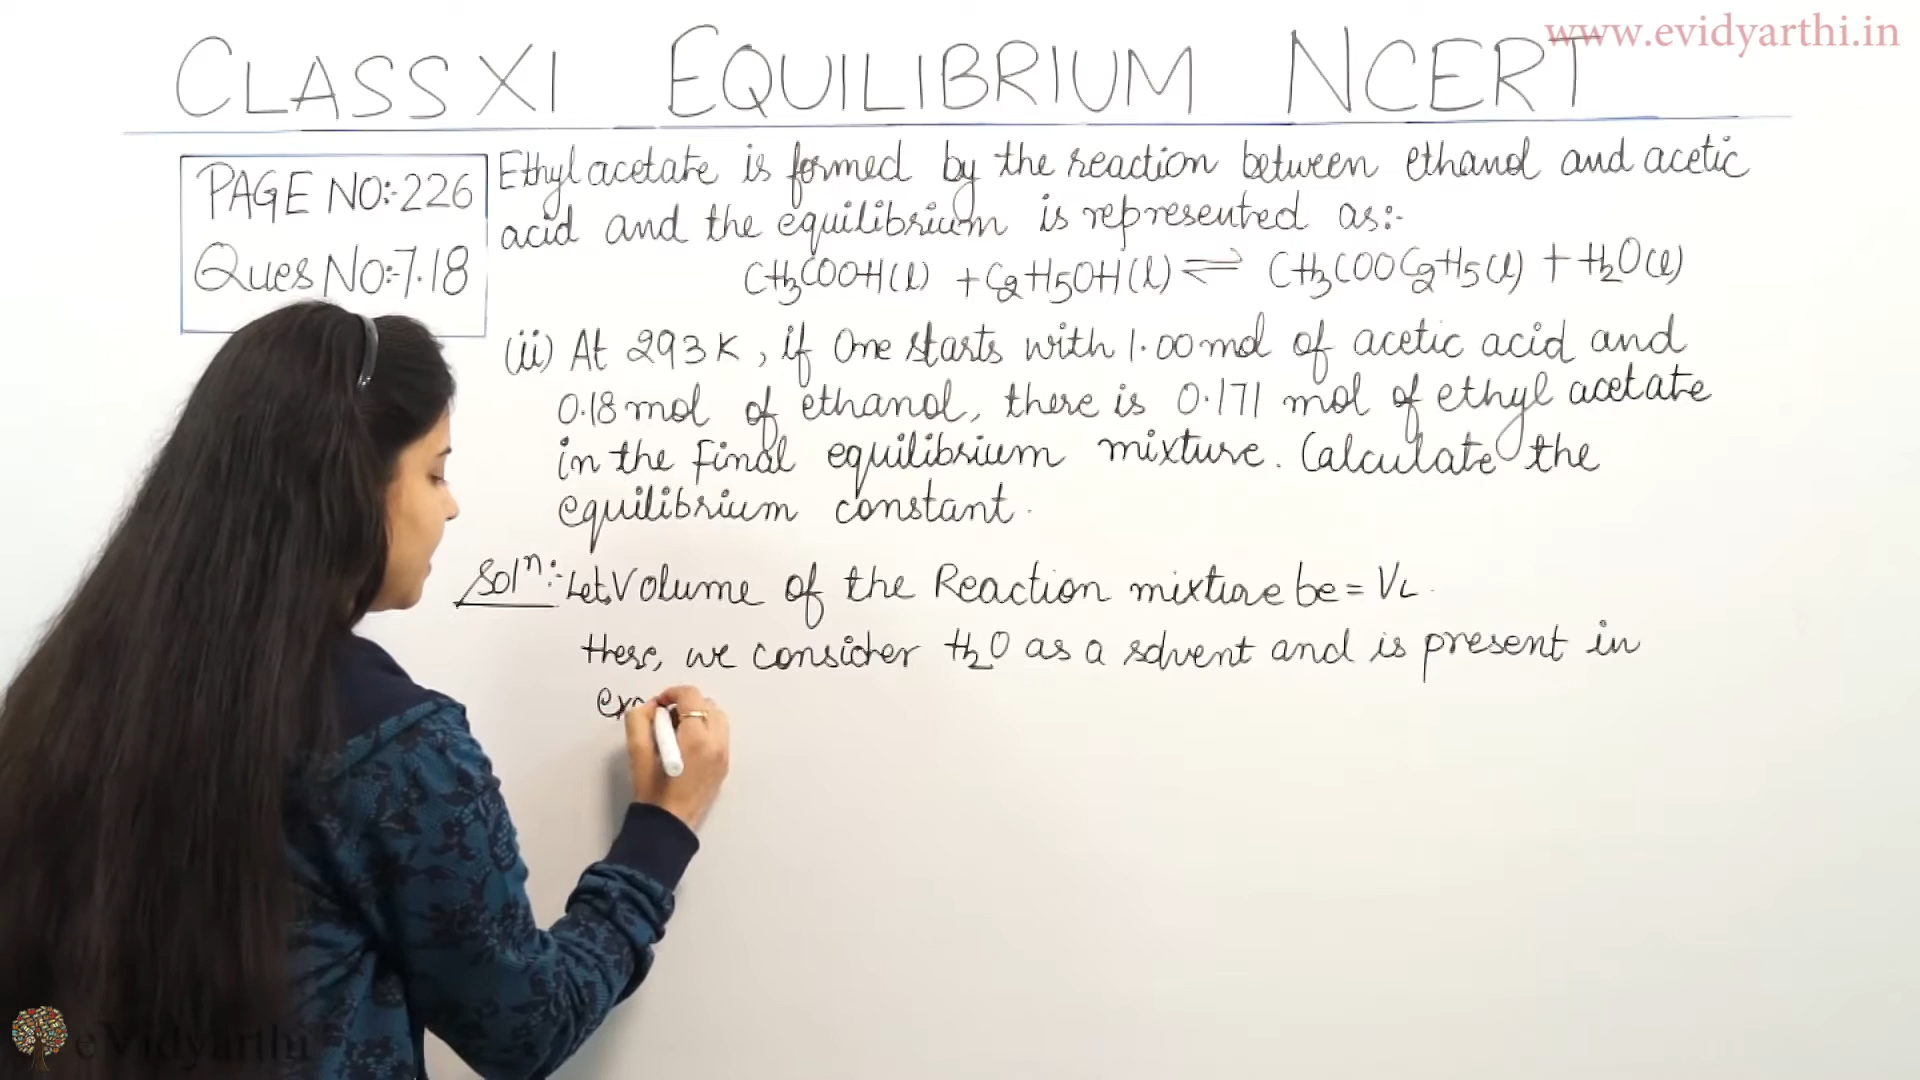 www.evidyarthi.in
CLASS XI EQUILIBRIUM NCERT
PAGE NO:-226
Ques NO:-7.18
Ethyl acetate is formed by the reaction between ethanol and acetic
acid and the equilibrium is represented as:-
CH3COOH(l) + C2H5OH(l) ⇌ CH3COOC2H5(l) + H2O(l)
(ii) At 293K, if One starts with 1.00mol of acetic acid and
0.18 mol of ethanol, there is 0.171 mol of ethyl acetate
in the Final equilibrium mixture. Calculate the
equilibrium constant.
Solⁿ:- Let, Volume of the Reaction mixture be = VL.
Here, we consider H2O as a solvent and is present in
eVidyarthi